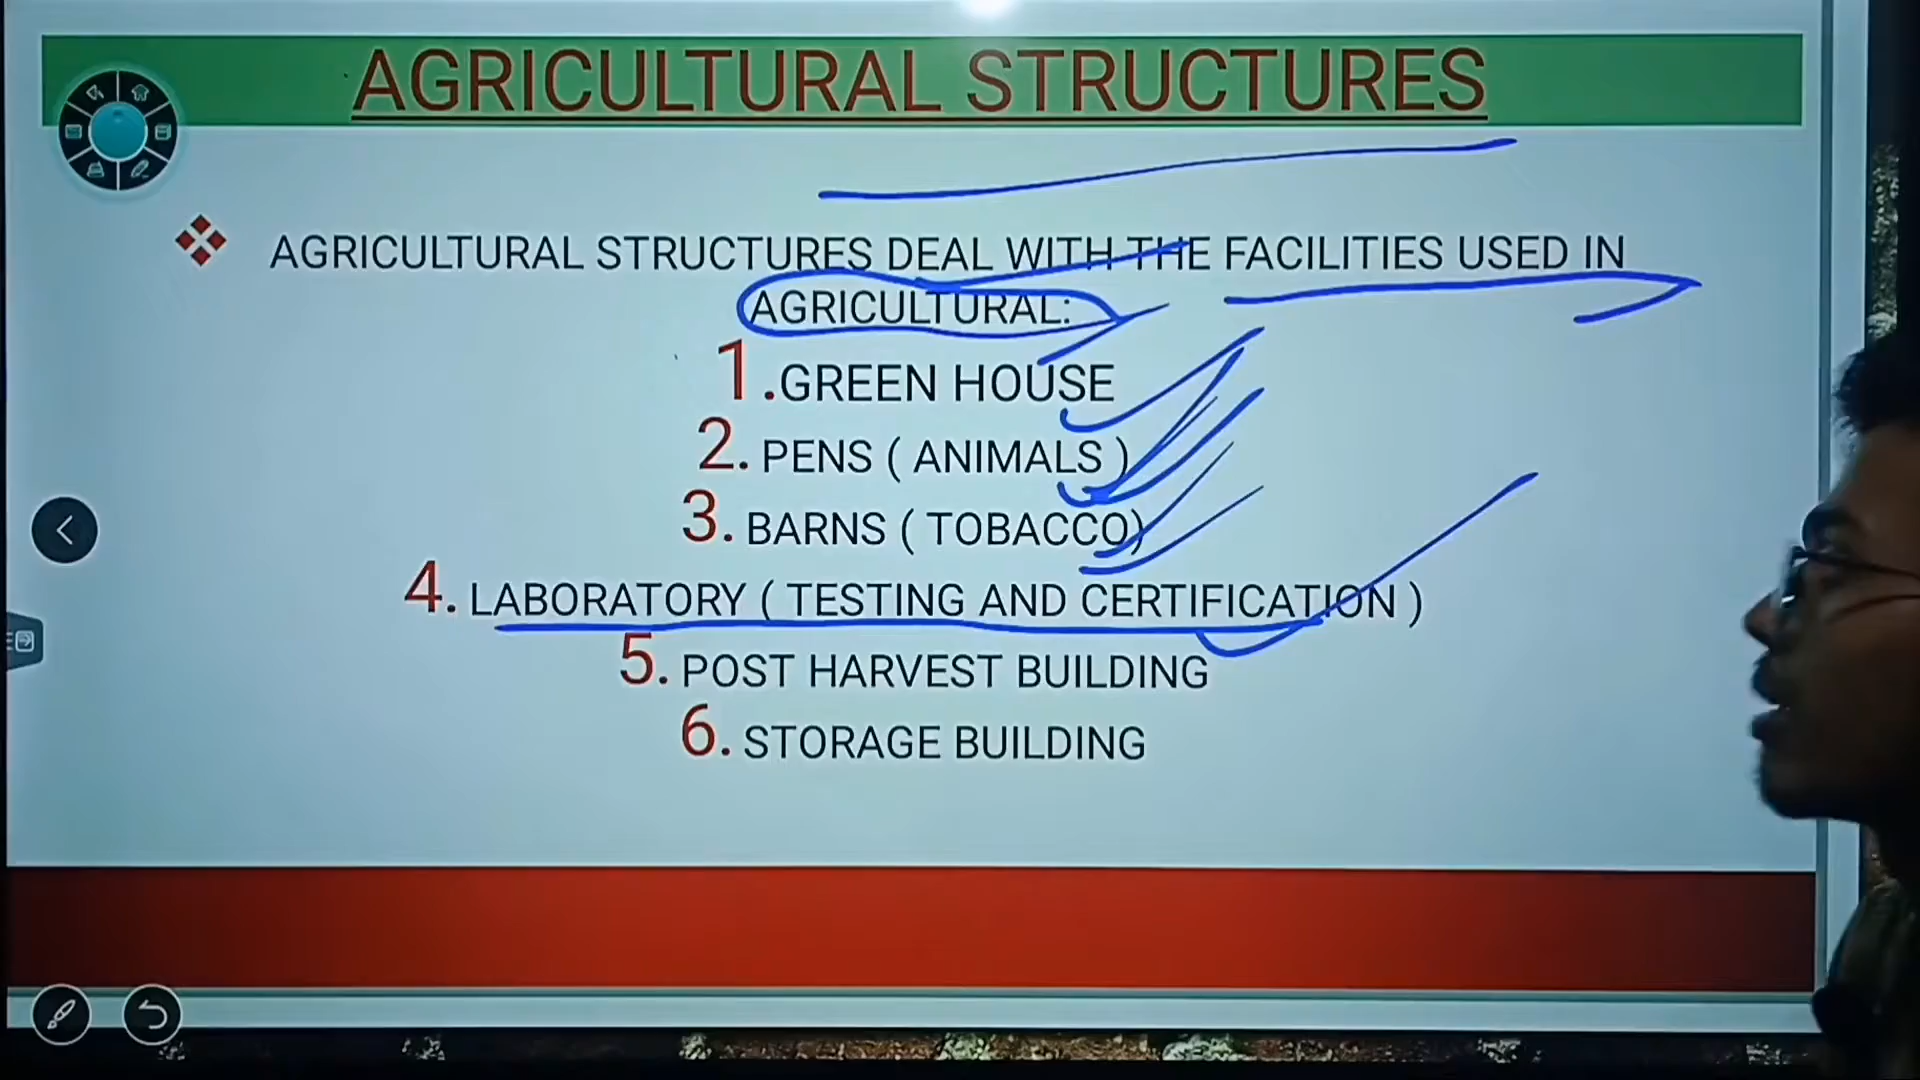 AGRICULTURAL STRUCTURES
AGRICULTURAL STRUCTURES DEAL WITH THE FACILITIES USED IN
AGRICULTURAL:
1.GREEN HOUSE
2. PENS ( ANIMALS )
3. BARNS ( TOBACCO)
4. LABORATORY ( TESTING AND CERTIFICATION )
5. POST HARVEST BUILDING
6. STORAGE BUILDING